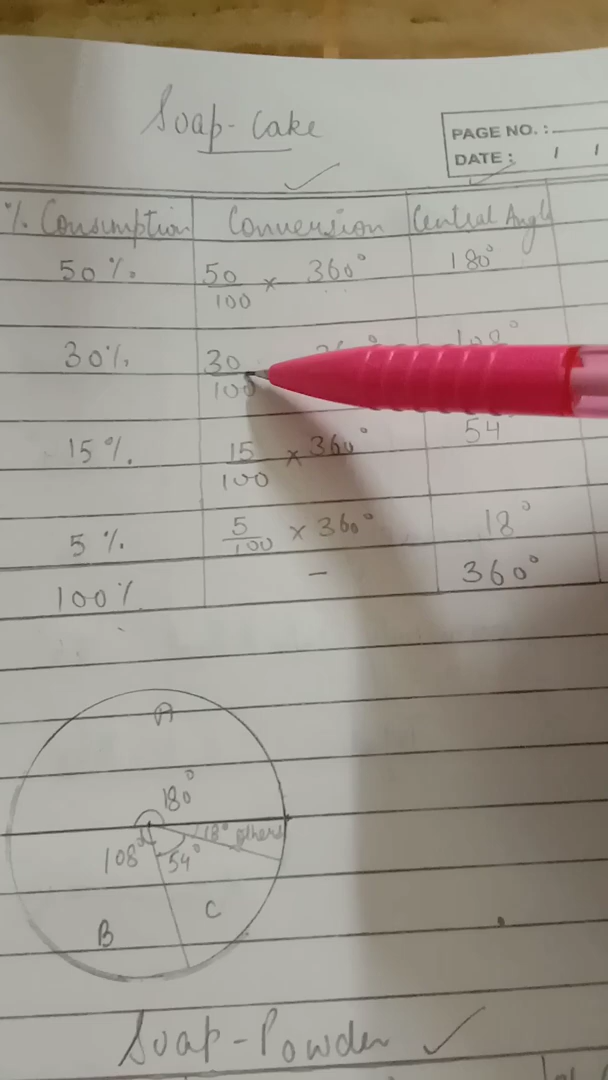 Soap-Cake
PAGE NO. :
DATE : / /
% Consumption Conversion Central Angle
50% 50/100 × 360° 180°
30% 30/100 108°
15% 15/100 × 360° 54°
5% 5/100 × 360° 18°
100% – 360°
A
180°
18° others
108° 54°
C
B
Soap-Powder